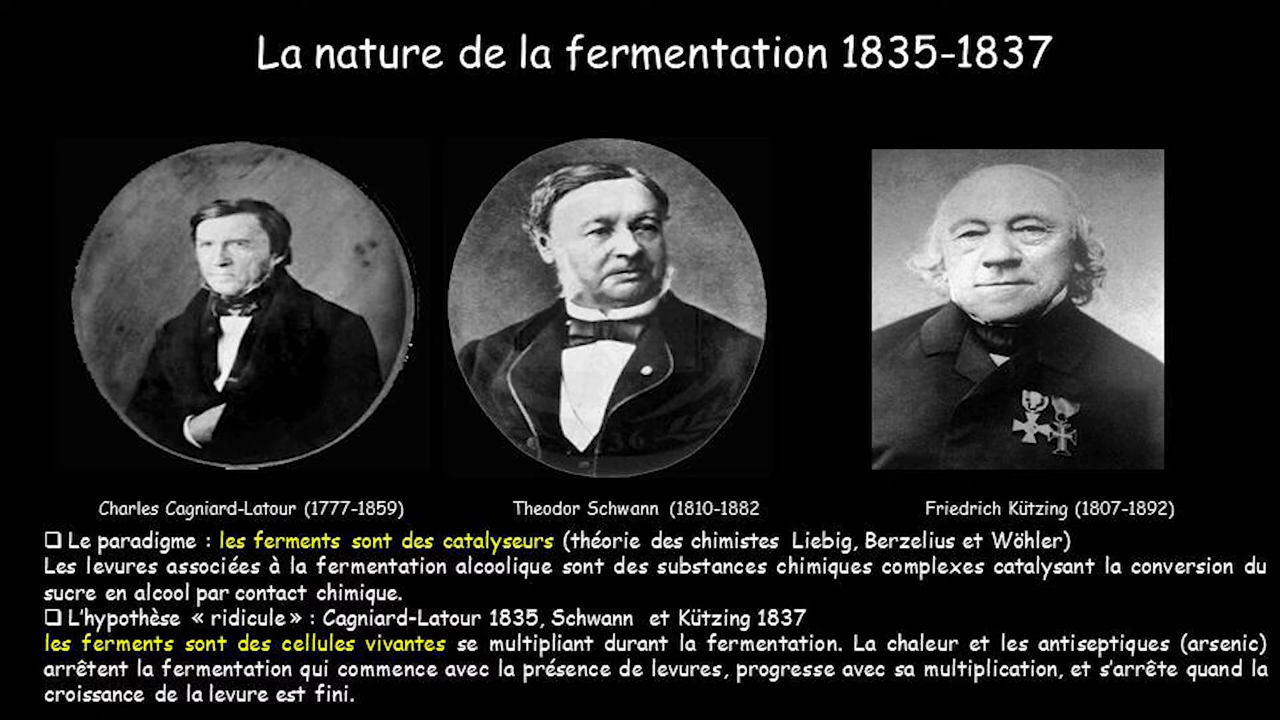 La nature de la fermentation 1835-1837
Charles Cagniard-Latour (1777-1859)
Theodor Schwann (1810-1882
Friedrich Kützing (1807-1892)
❑ Le paradigme : les ferments sont des catalyseurs (théorie des chimistes Liebig, Berzelius et Wöhler)
Les levures associées à la fermentation alcoolique sont des substances chimiques complexes catalysant la conversion du
sucre en alcool par contact chimique.
❑ L'hypothèse « ridicule » : Cagniard-Latour 1835, Schwann et Kützing 1837
les ferments sont des cellules vivantes se multipliant durant la fermentation. La chaleur et les antiseptiques (arsenic)
arrêtent la fermentation qui commence avec la présence de levures, progresse avec sa multiplication, et s'arrête quand la
croissance de la levure est fini.